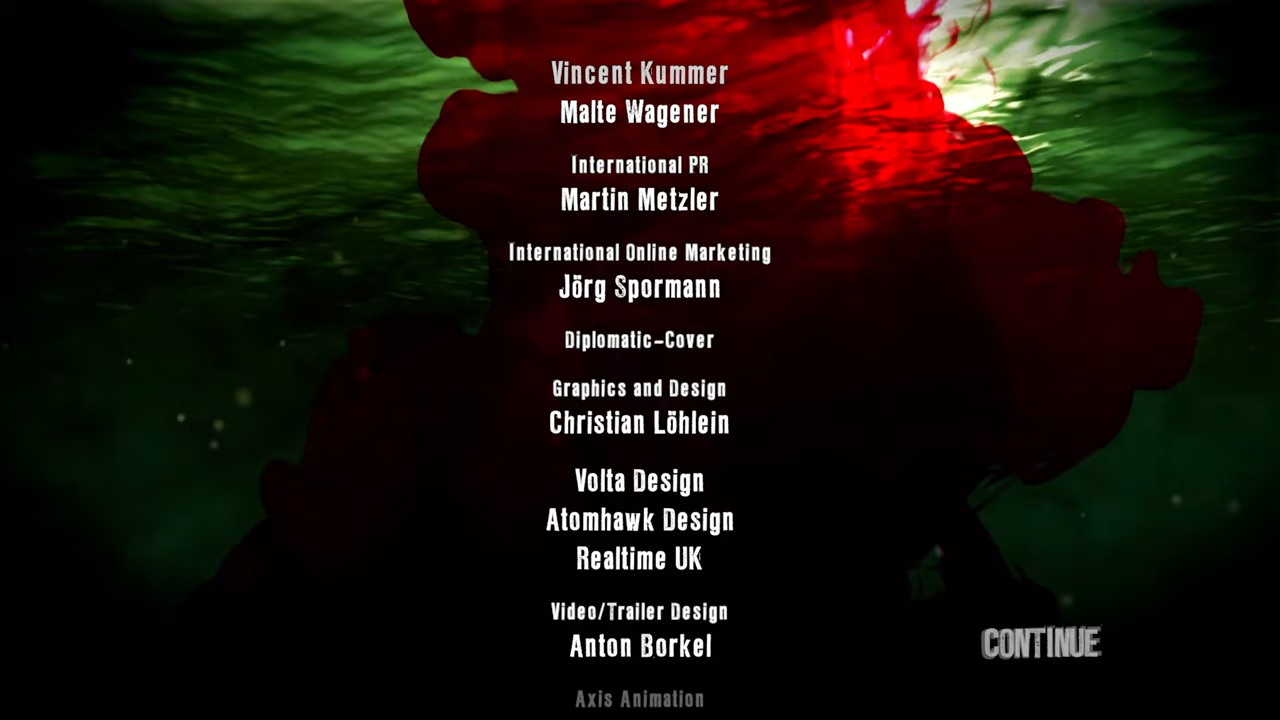 Vincent Kummer
Malte Wagener
International PR
Martin Metzler
International Online Marketing
Jörg Spormann
Diplomatic-Cover
Graphics and Design
Christian Löhlein
Volta Design
Atomhawk Design
Realtime UK
Video/Trailer Design
Anton Borkel
CONTINUE
Axis Animation